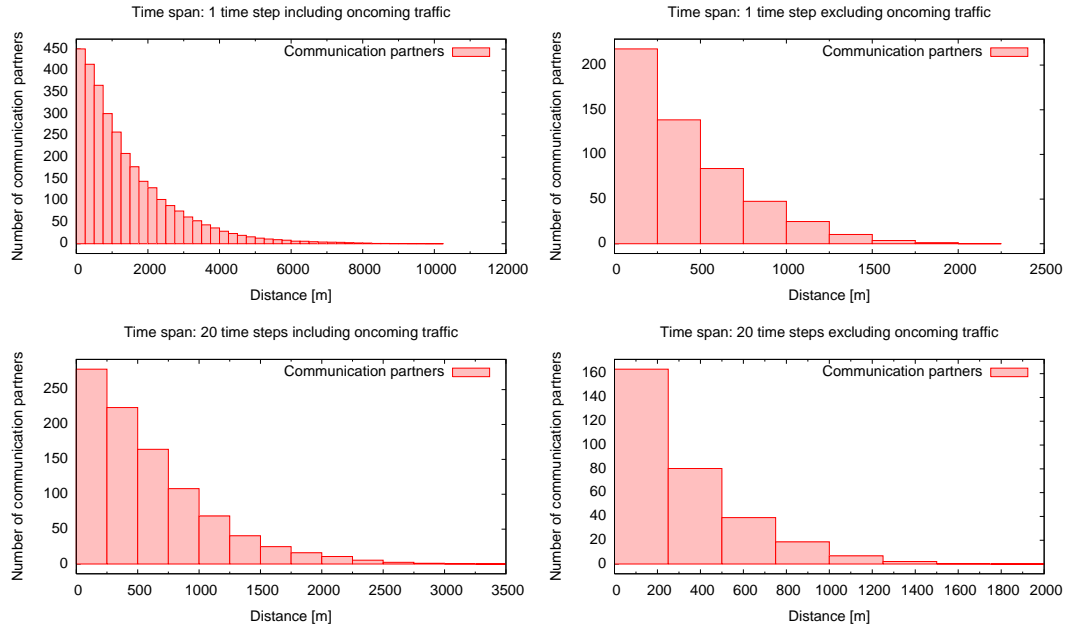 Time span: 1 time step including oncoming traffic
Number of communication partners
450
400
350
300
250
200
150
100
50
0
Communication partners
0 2000 4000 6000 8000 10000 12000
Distance [m]
Time span: 1 time step excluding oncoming traffic
Number of communication partners
200
150
100
50
0
Communication partners
0 500 1000 1500 2000 2500
Distance [m]
Time span: 20 time steps including oncoming traffic
Number of communication partners
250
200
150
100
50
0
Communication partners
0 500 1000 1500 2000 2500 3000 3500
Distance [m]
Time span: 20 time steps excluding oncoming traffic
Number of communication partners
160
140
120
100
80
60
40
20
0
Communication partners
0 200 400 600 800 1000 1200 1400 1600 1800 2000
Distance [m]